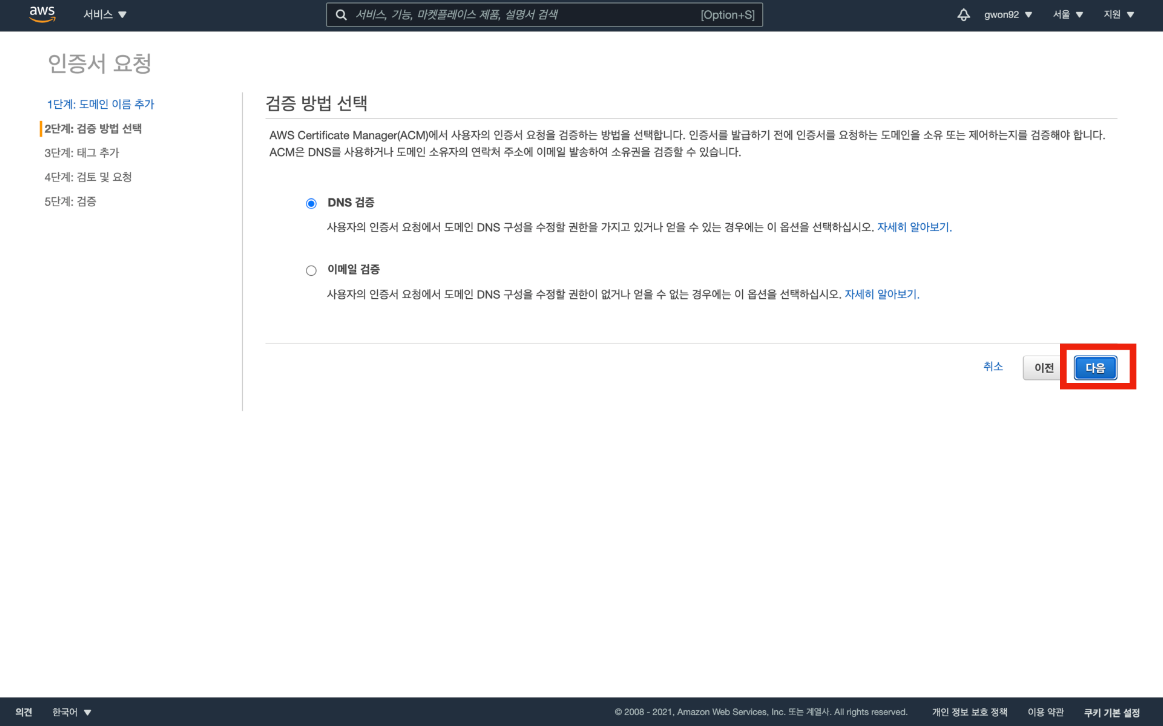 aws 서비스 ▼ 서비스, 기능, 마켓플레이스 제품, 설명서 검색 [Option+S] gwon92 ▼ 서울 ▼ 지원 ▼
인증서 요청
1단계: 도메인 이름 추가
2단계: 검증 방법 선택
3단계: 태그 추가
4단계: 검토 및 요청
5단계: 검증
검증 방법 선택
AWS Certificate Manager(ACM)에서 사용자의 인증서 요청을 검증하는 방법을 선택합니다. 인증서를 발급하기 전에 인증서를 요청하는 도메인을 소유 또는 제어하는지를 검증해야 합니다.
ACM은 DNS를 사용하거나 도메인 소유자의 연락처 주소에 이메일 발송하여 소유권을 검증할 수 있습니다.
DNS 검증
사용자의 인증서 요청에서 도메인 DNS 구성을 수정할 권한을 가지고 있거나 얻을 수 있는 경우에는 이 옵션을 선택하십시오. 자세히 알아보기.
이메일 검증
사용자의 인증서 요청에서 도메인 DNS 구성을 수정할 권한이 없거나 얻을 수 없는 경우에는 이 옵션을 선택하십시오. 자세히 알아보기.
취소 이전 다음
의견 한국어 ▼ © 2008 - 2021, Amazon Web Services, Inc. 또는 계열사. All rights reserved. 개인 정보 보호 정책 이용 약관 쿠키 기본 설정